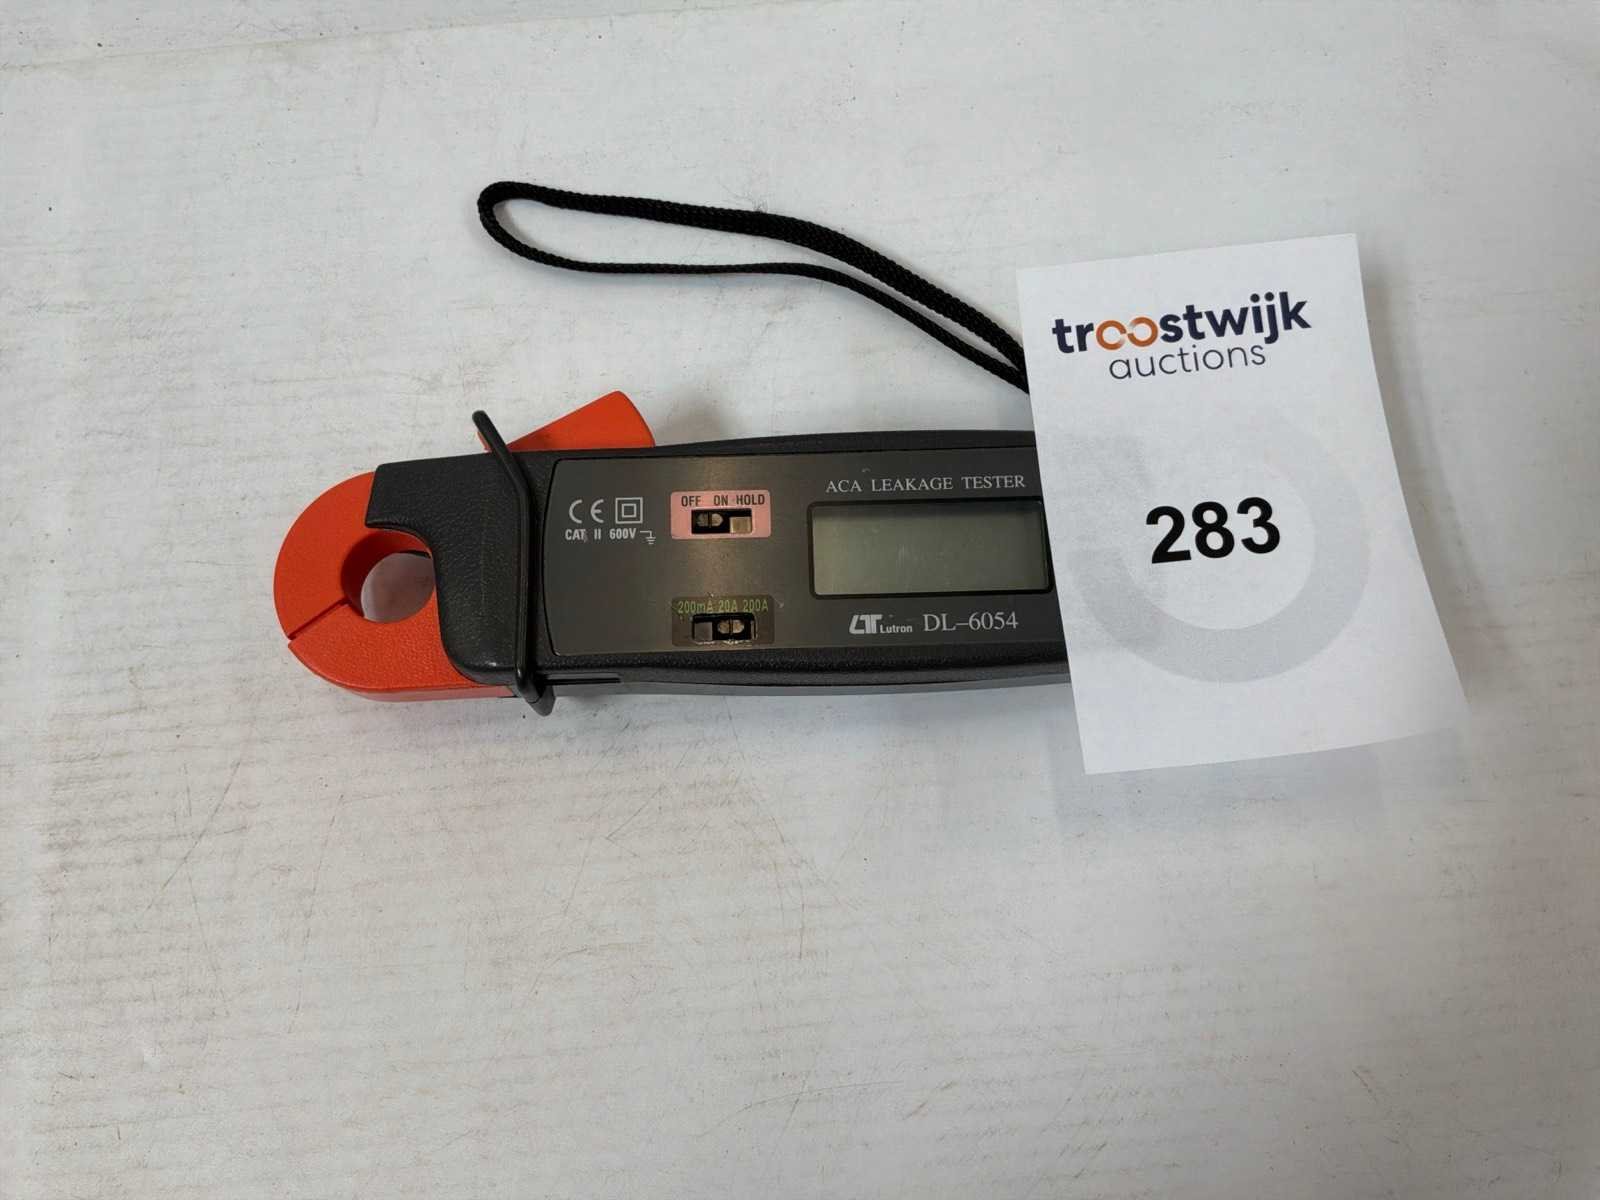 troostwijk
auctions
283
OFF ON HOLD
ACA LEAKAGE TESTER
CE
CAT II 600V
200mA 20A 200A
Lutron DL-6054